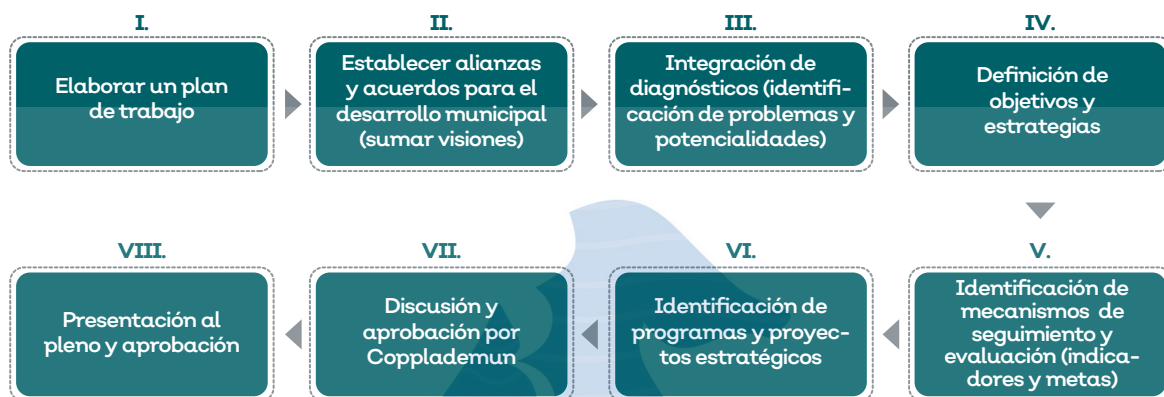 I.
Elaborar un plan
de trabajo
II.
Establecer alianzas
y acuerdos para el
desarrollo municipal
(sumar visiones)
III.
Integración de
diagnósticos (identifi-
cación de problemas y
potencialidades)
IV.
Definición de
objetivos y
estrategias
V.
Identificación de
mecanismos de
seguimiento y
evaluación (indica-
dores y metas)
VI.
Identificación de
programas y proyec-
tos estratégicos
VII.
Discusión y
aprobación por
Copplademun
VIII.
Presentación al
pleno y aprobación